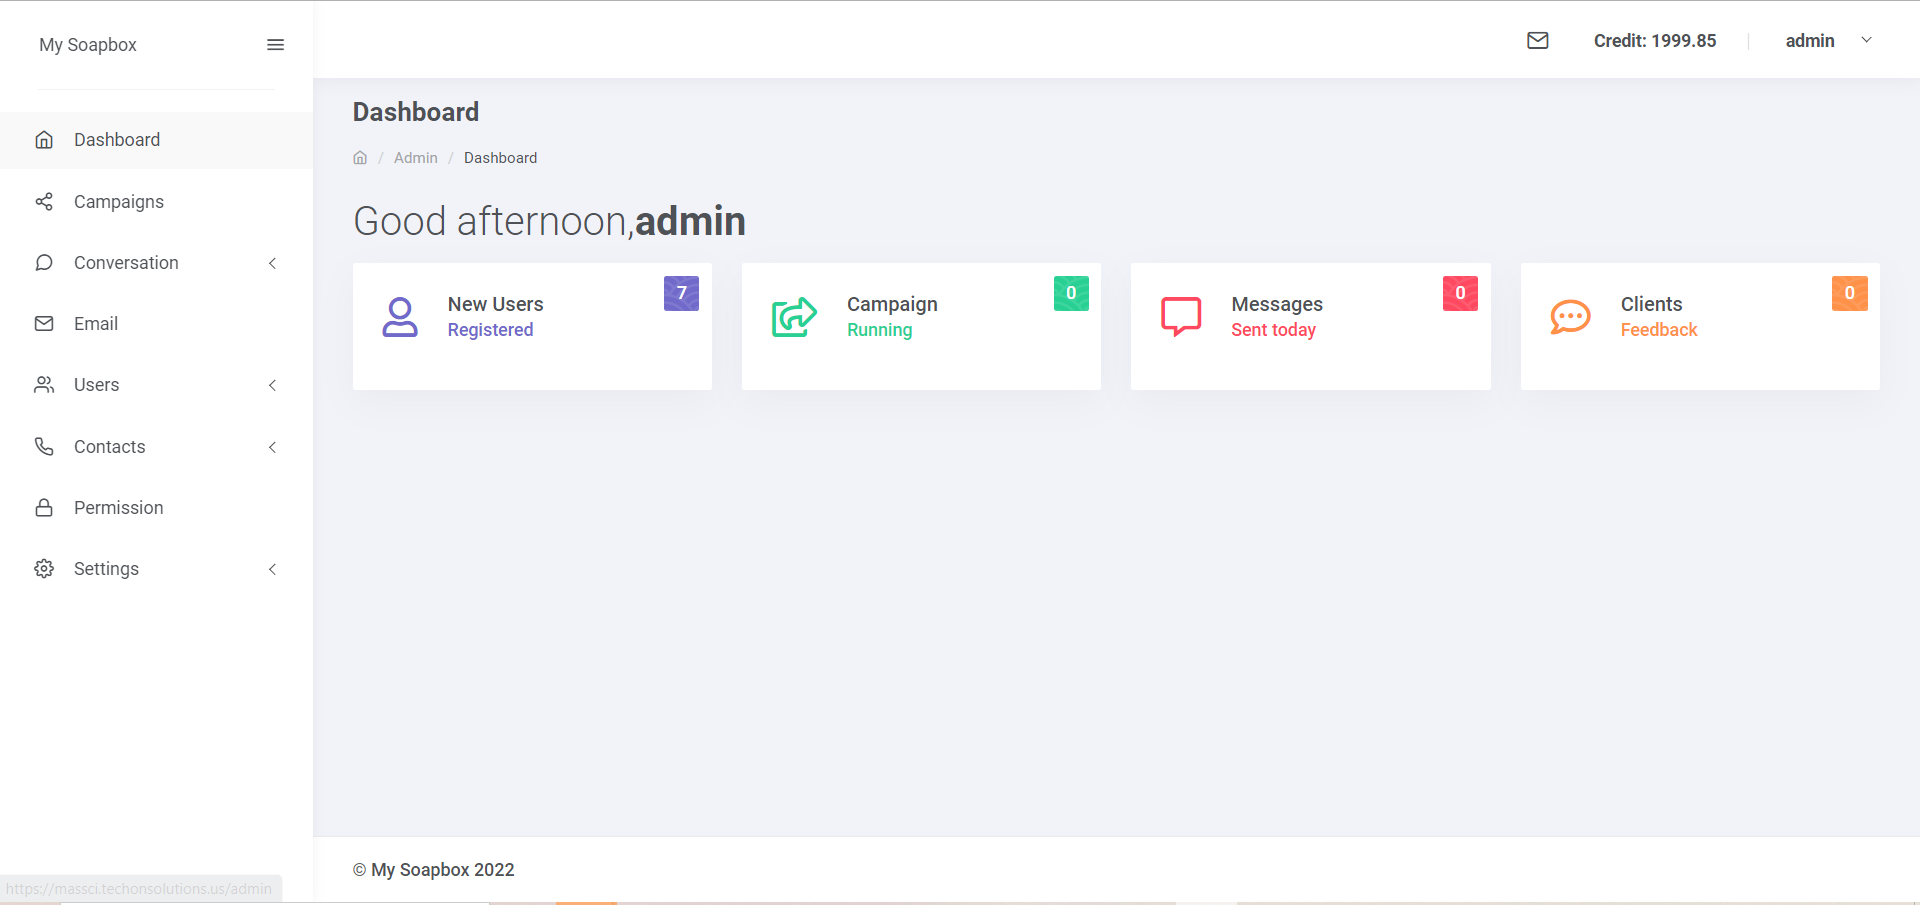 My Soapbox
Credit: 1999.85
admin
Dashboard
Campaigns
Conversation
Email
Users
Contacts
Permission
Settings
Dashboard
/ Admin / Dashboard
Good afternoon,admin
New Users
Registered
7
Campaign
Running
0
Messages
Sent today
0
Clients
Feedback
0
© My Soapbox 2022
https://massci.techonsolutions.us/admin